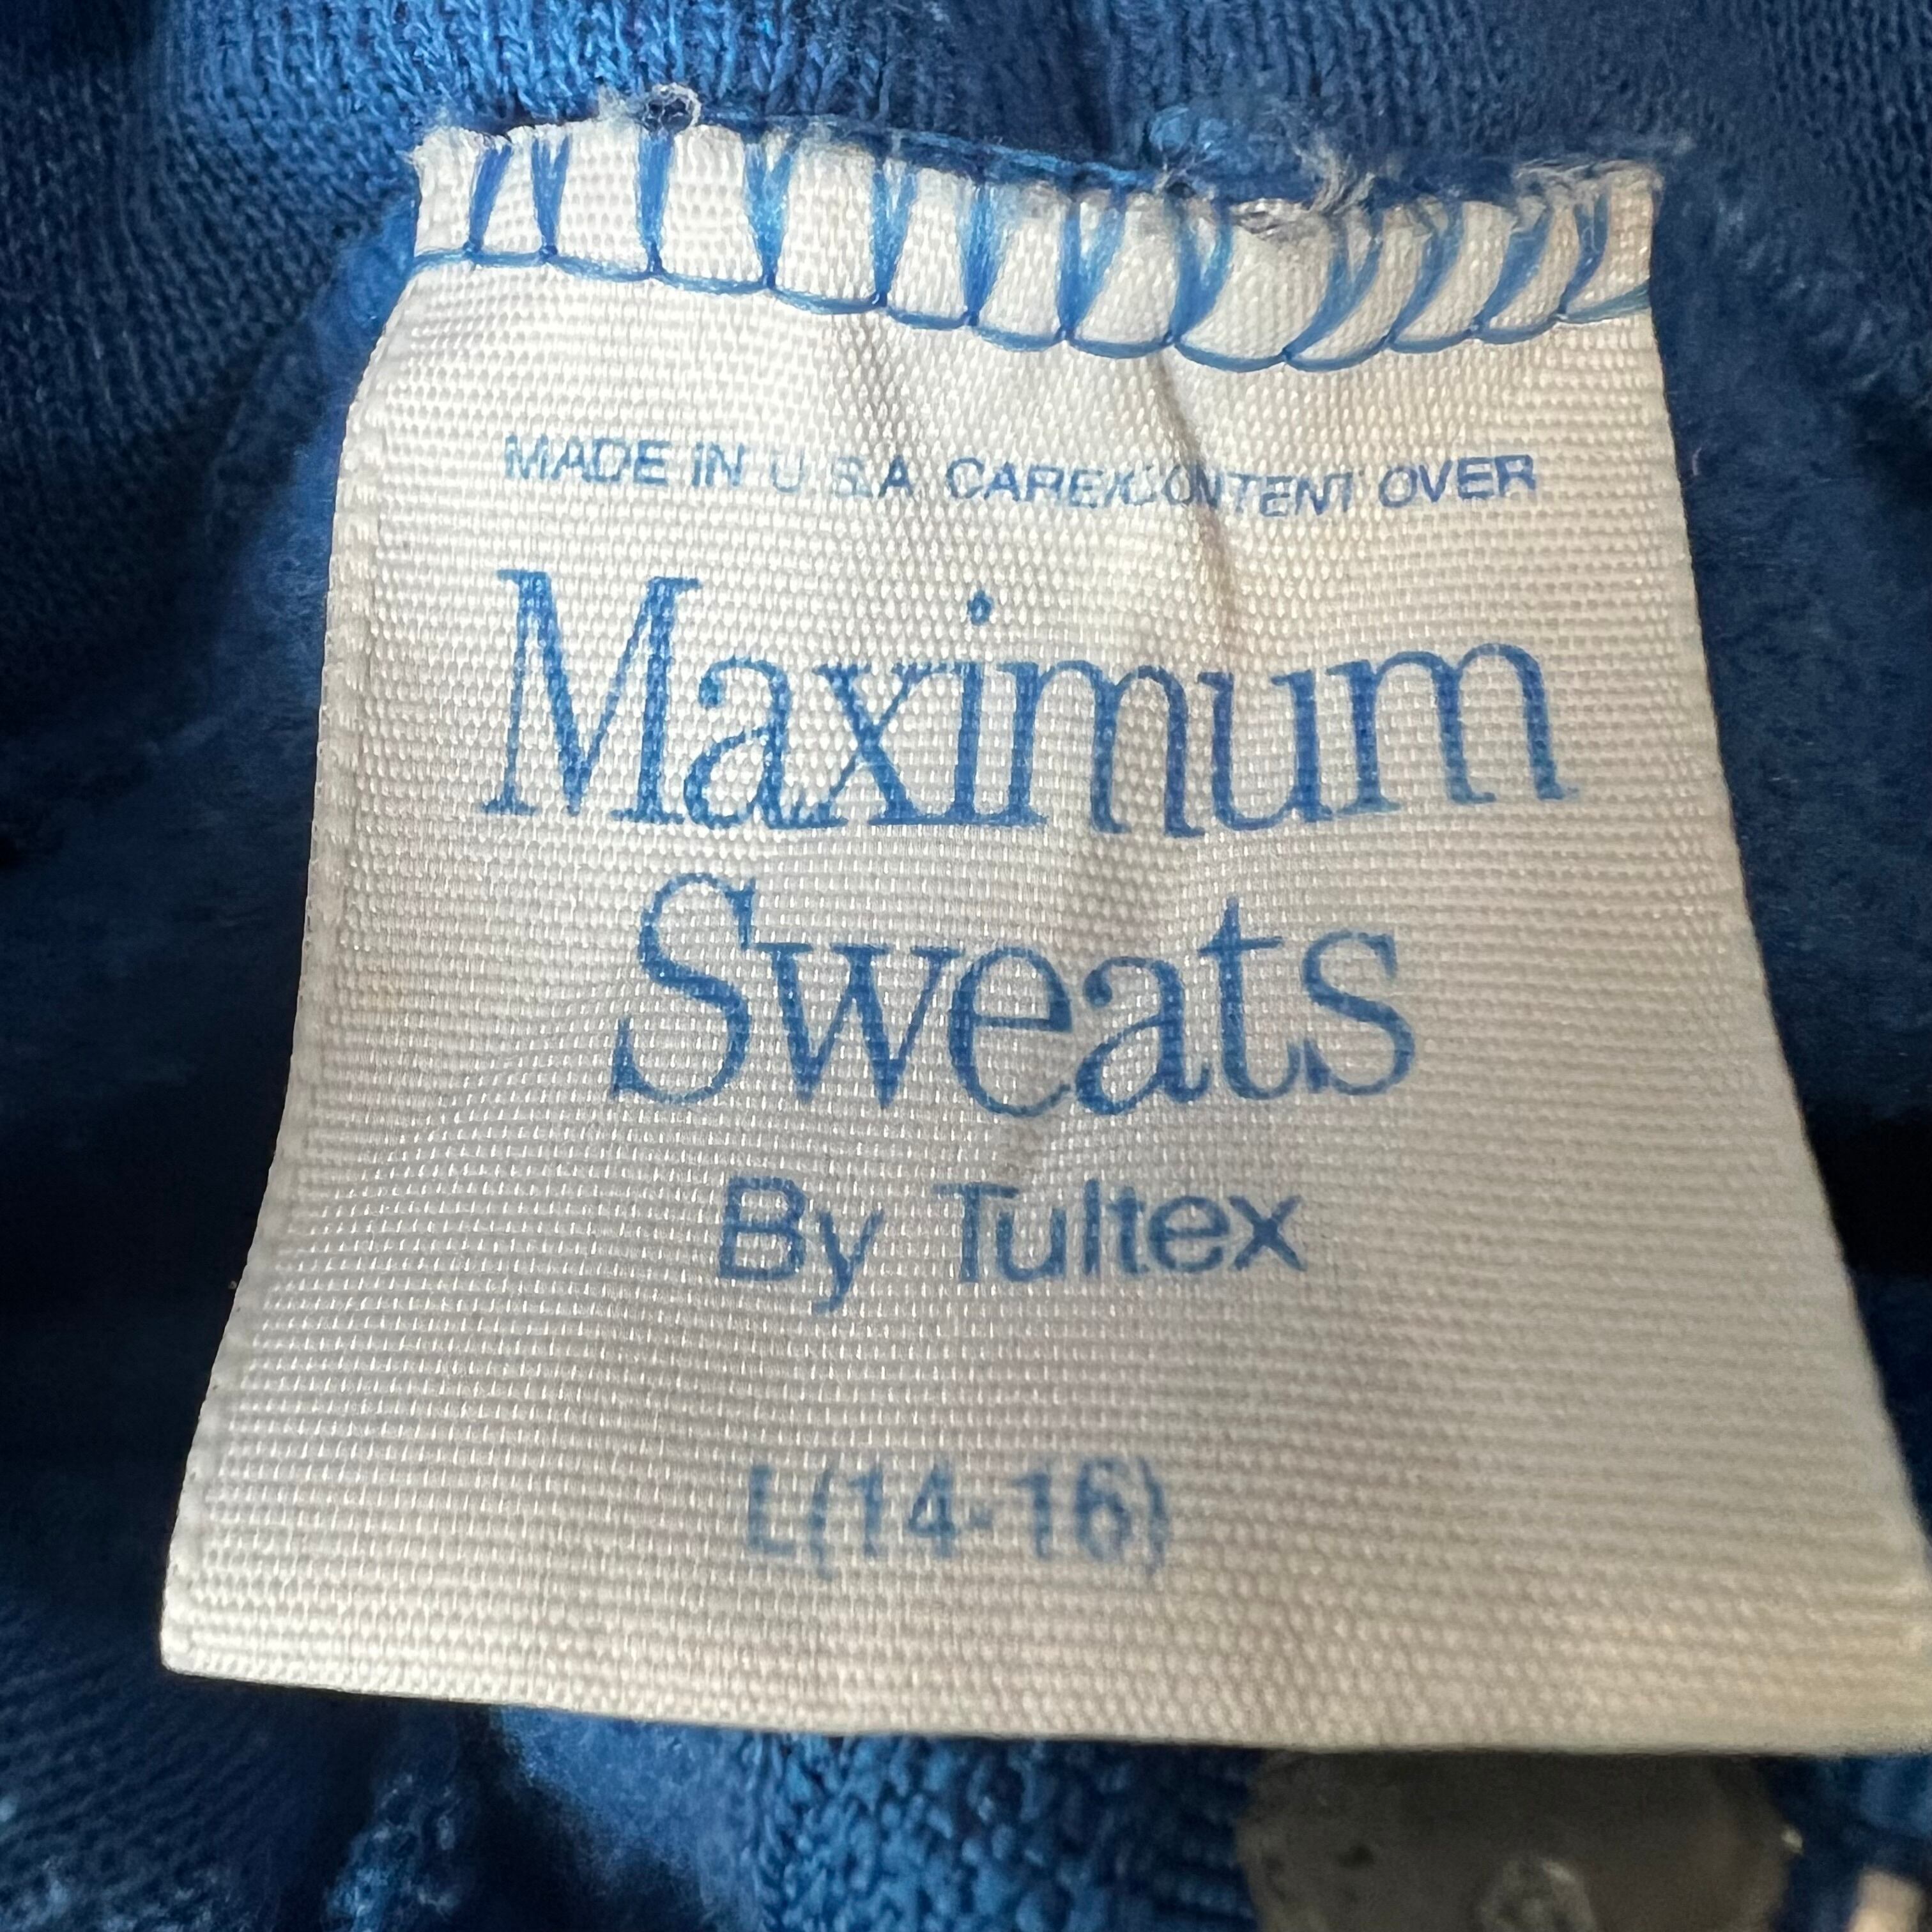 MADE IN U.S.A CARE/CONTENT OVER
Maximum
Sweats
By Tultex
L(14-16)